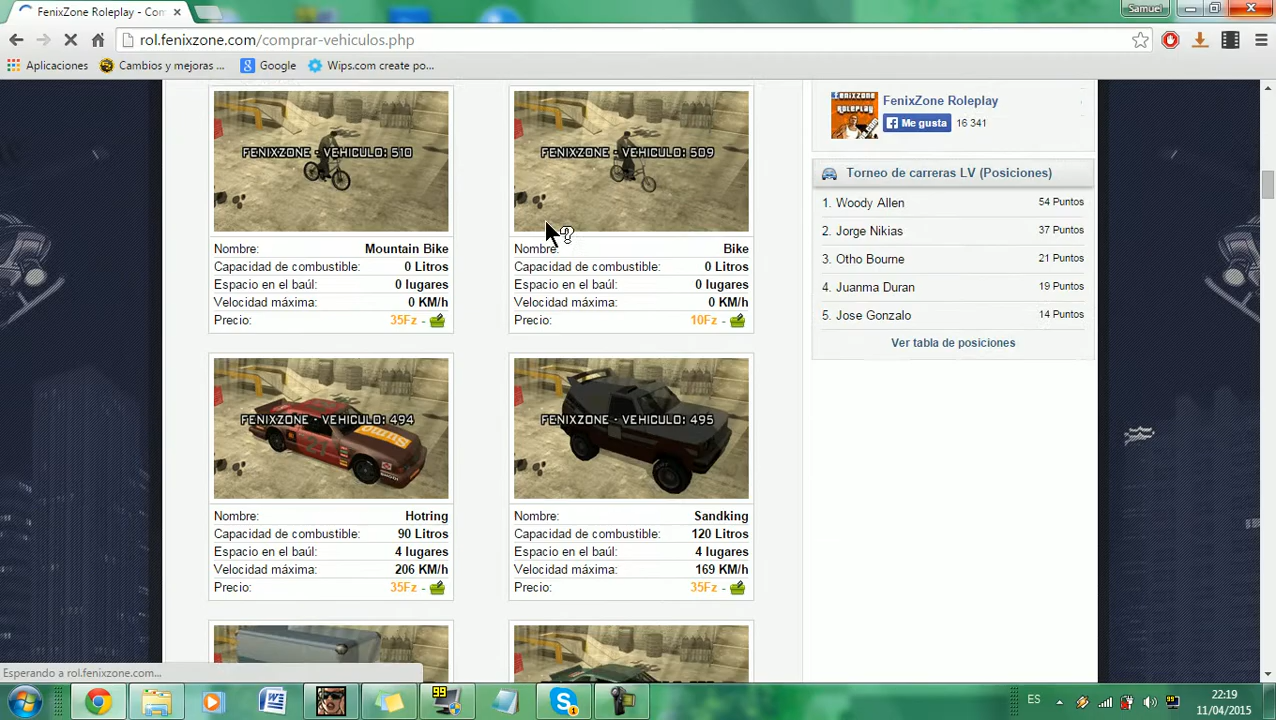 FenixZone Roleplay - Con
Samuel
rol.fenixzone.com/comprar-vehiculos.php
Aplicaciones
Cambios y mejoras ...
Google
Wips.com create po...
FENIXZONE - VEHICULO: 510
Nombre: Mountain Bike
Capacidad de combustible: 0 Litros
Espacio en el baúl: 0 lugares
Velocidad máxima: 0 KM/h
Precio: 35Fz -
FENIXZONE - VEHICULO: 509
Nombre: Bike
Capacidad de combustible: 0 Litros
Espacio en el baúl: 0 lugares
Velocidad máxima: 0 KM/h
Precio: 10Fz -
FENIXZONE - VEHICULO: 494
Nombre: Hotring
Capacidad de combustible: 90 Litros
Espacio en el baúl: 4 lugares
Velocidad máxima: 206 KM/h
Precio: 35Fz -
FENIXZONE - VEHICULO: 495
Nombre: Sandking
Capacidad de combustible: 120 Litros
Espacio en el baúl: 4 lugares
Velocidad máxima: 169 KM/h
Precio: 35Fz -
FENIXZONE
ROLEPLAY
FenixZone Roleplay
Me gusta 16 341
Torneo de carreras LV (Posiciones)
1. Woody Allen 54 Puntos
2. Jorge Nikias 37 Puntos
3. Otho Bourne 21 Puntos
4. Juanma Duran 19 Puntos
5. Jose Gonzalo 14 Puntos
Ver tabla de posiciones
Esperando a rol.fenixzone.com...
99
ES
22:19
11/04/2015